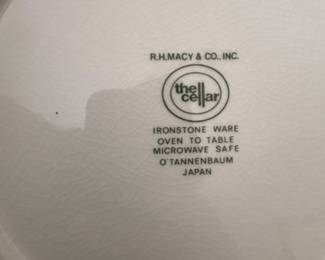 R.H.MACY & CO., INC.
the
cellar
IRONSTONE WARE
OVEN TO TABLE
MICROWAVE SAFE
O'TANNENBAUM
JAPAN